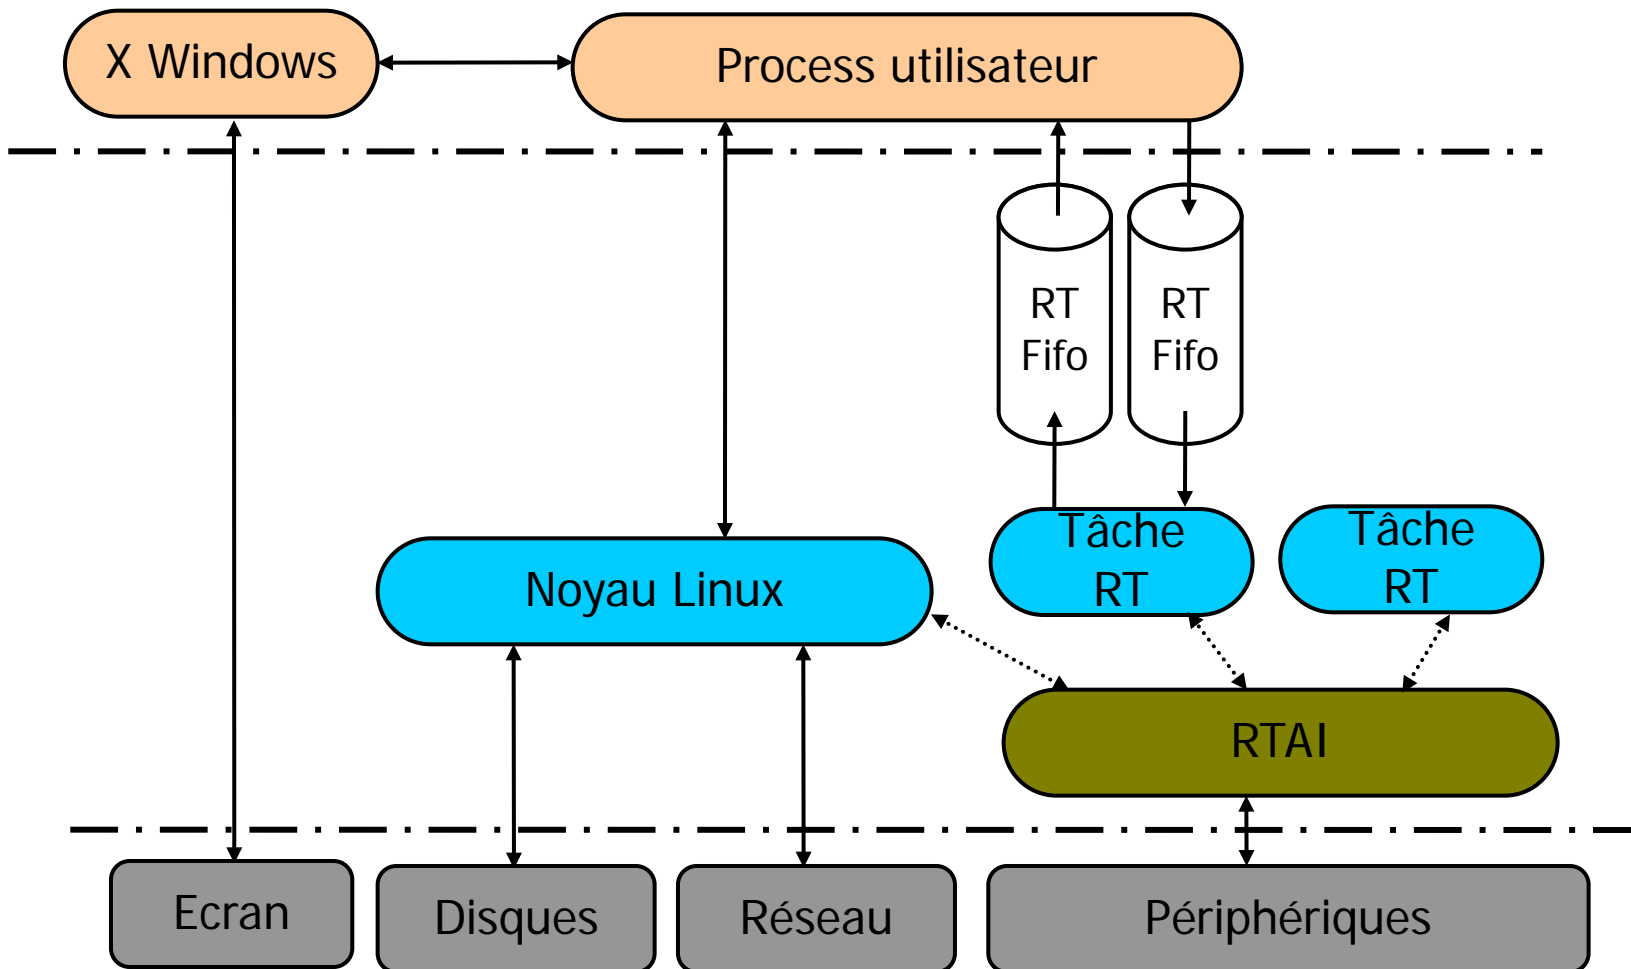 X Windows
Process utilisateur
RT
Fifo
RT
Fifo
Tâche
RT
Tâche
RT
Noyau Linux
RTAI
Ecran
Disques
Réseau
Périphériques